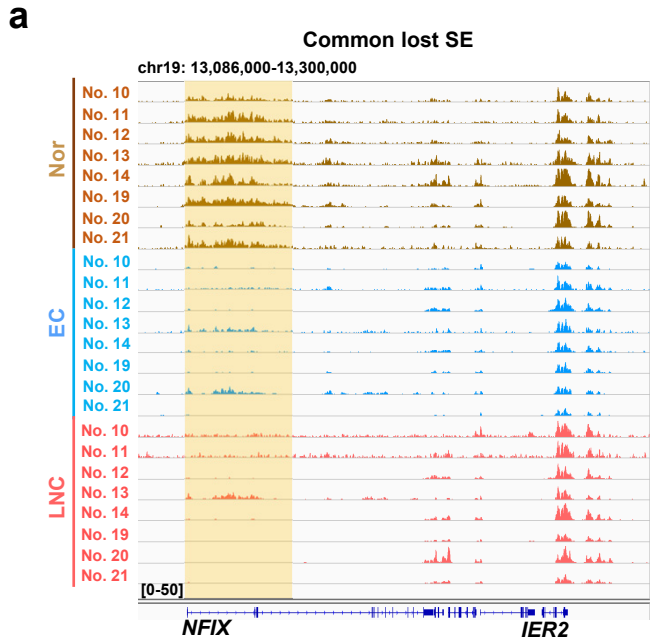 a
Common lost SE
chr19: 13,086,000-13,300,000
Nor
No. 10
No. 11
No. 12
No. 13
No. 14
No. 19
No. 20
No. 21
EC
No. 10
No. 11
No. 12
No. 13
No. 14
No. 19
No. 20
No. 21
LNC
No. 10
No. 11
No. 12
No. 13
No. 14
No. 19
No. 20
No. 21
[0-50]
NFIX IER2